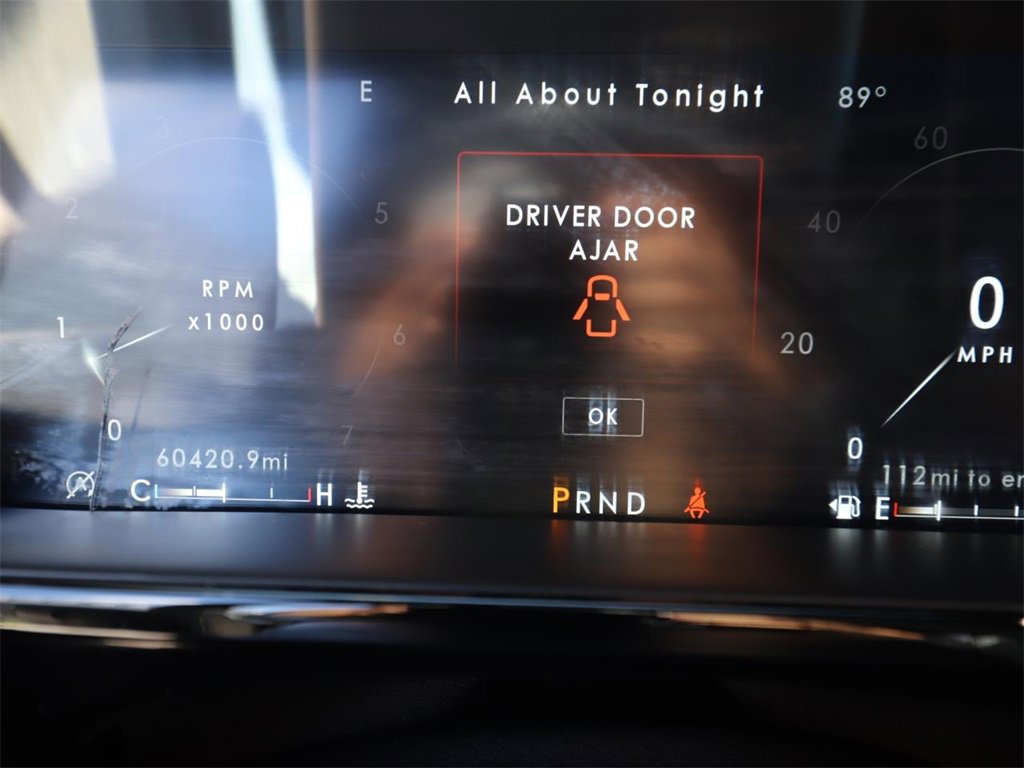 E All About Tonight 89°
3 60
2 5 40
DRIVER DOOR
AJAR
RPM
x1000
1 6 20 0
MPH
OK
0 7 0
60420.9mi 112mi to er
C H PRND E